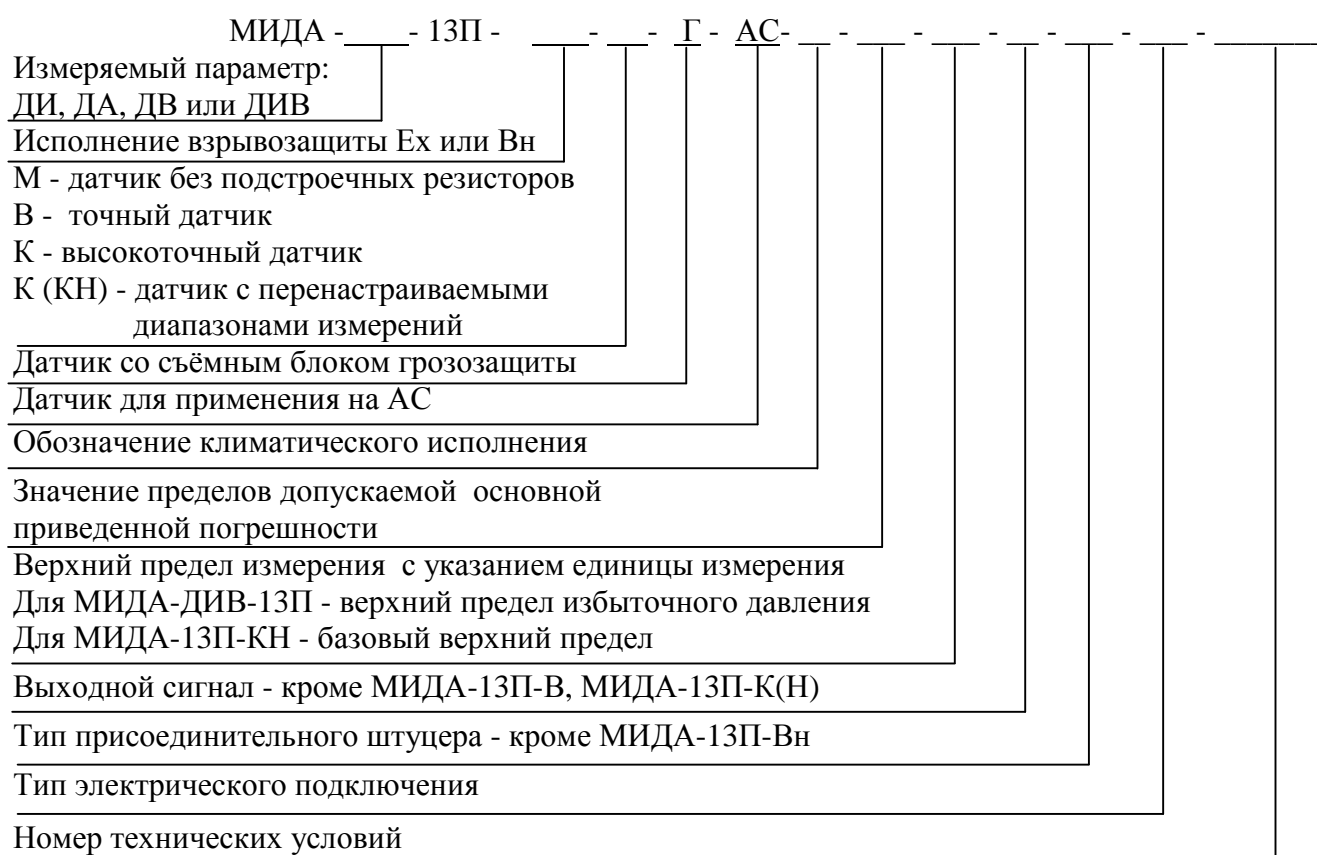 МИДА -____- 13П - ___- __- Г - АС- __ - ___ - ___ - __ - ___ - ___ - _______
Измеряемый параметр:
ДИ, ДА, ДВ или ДИВ
Исполнение взрывозащиты Ex или Вн
М - датчик без подстроечных резисторов
В - точный датчик
К - высокоточный датчик
К (КН) - датчик с перенастраиваемыми
диапазонами измерений
Датчик со съёмным блоком грозозащиты
Датчик для применения на АС
Обозначение климатического исполнения
Значение пределов допускаемой основной
приведенной погрешности
Верхний предел измерения с указанием единицы измерения
Для МИДА-ДИВ-13П - верхний предел избыточного давления
Для МИДА-13П-КН - базовый верхний предел
Выходной сигнал - кроме МИДА-13П-В, МИДА-13П-К(Н)
Тип присоединительного штуцера - кроме МИДА-13П-Вн
Тип электрического подключения
Номер технических условий